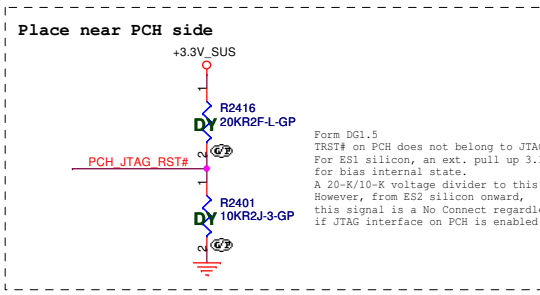 Place near PCH side
+3.3V_SUS
1
R2416
DY 20KR2F-L-GP
2
PCH_JTAG_RST#
1
R2401
DY 10KR2J-3-GP
2
Form DG1.5
TRST# on PCH does not belong to JTAG
For ES1 silicon, an ext. pull up 3.
for bias internal state.
A 20-K/10-K voltage divider to this
However, from ES2 silicon onward,
this signal is a No Connect regardle
if JTAG interface on PCH is enabled